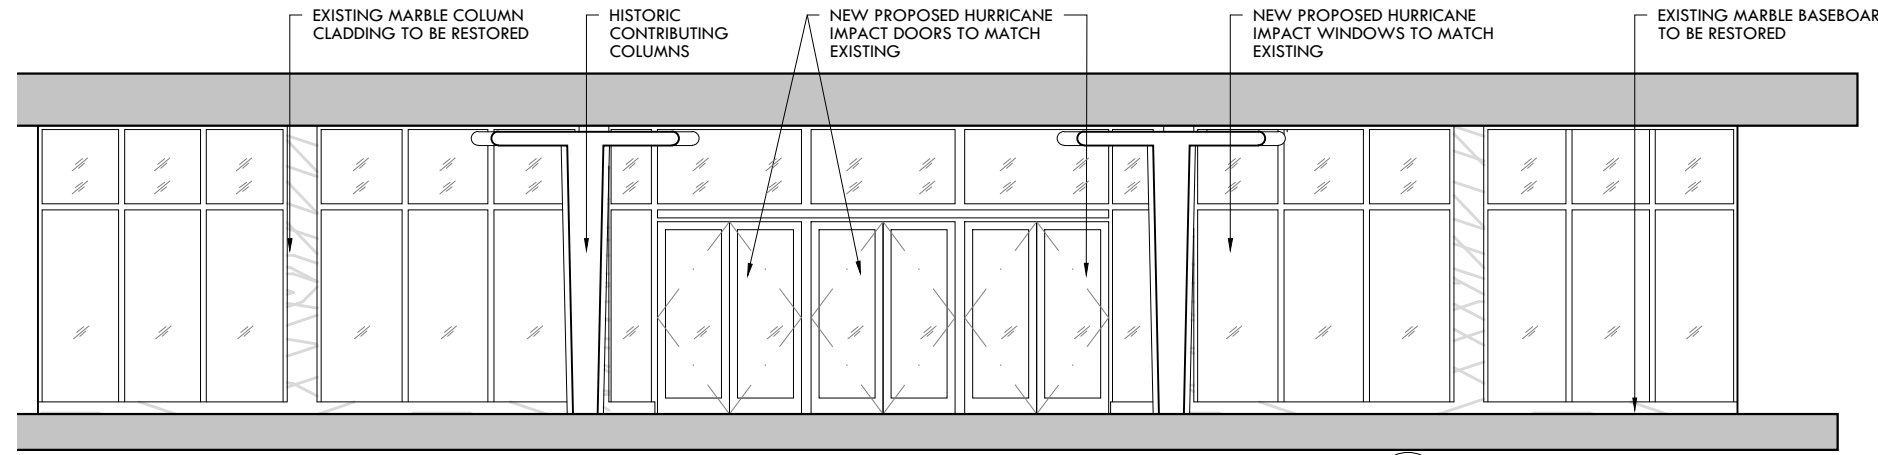 EXISTING MARBLE COLUMN
CLADDING TO BE RESTORED
HISTORIC
CONTRIBUTING
COLUMNS
NEW PROPOSED HURRICANE
IMPACT DOORS TO MATCH
EXISTING
NEW PROPOSED HURRICANE
IMPACT WINDOWS TO MATCH
EXISTING
EXISTING MARBLE BASEBOAR
TO BE RESTORED